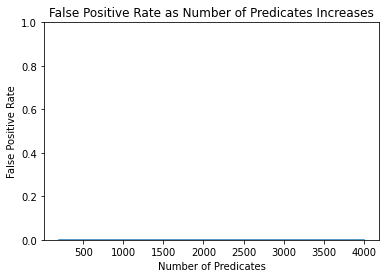 False Positive Rate as Number of Predicates Increases
1.0
0.8
0.6
0.4
0.2
0.0
False Positive Rate
500 1000 1500 2000 2500 3000 3500 4000
Number of Predicates